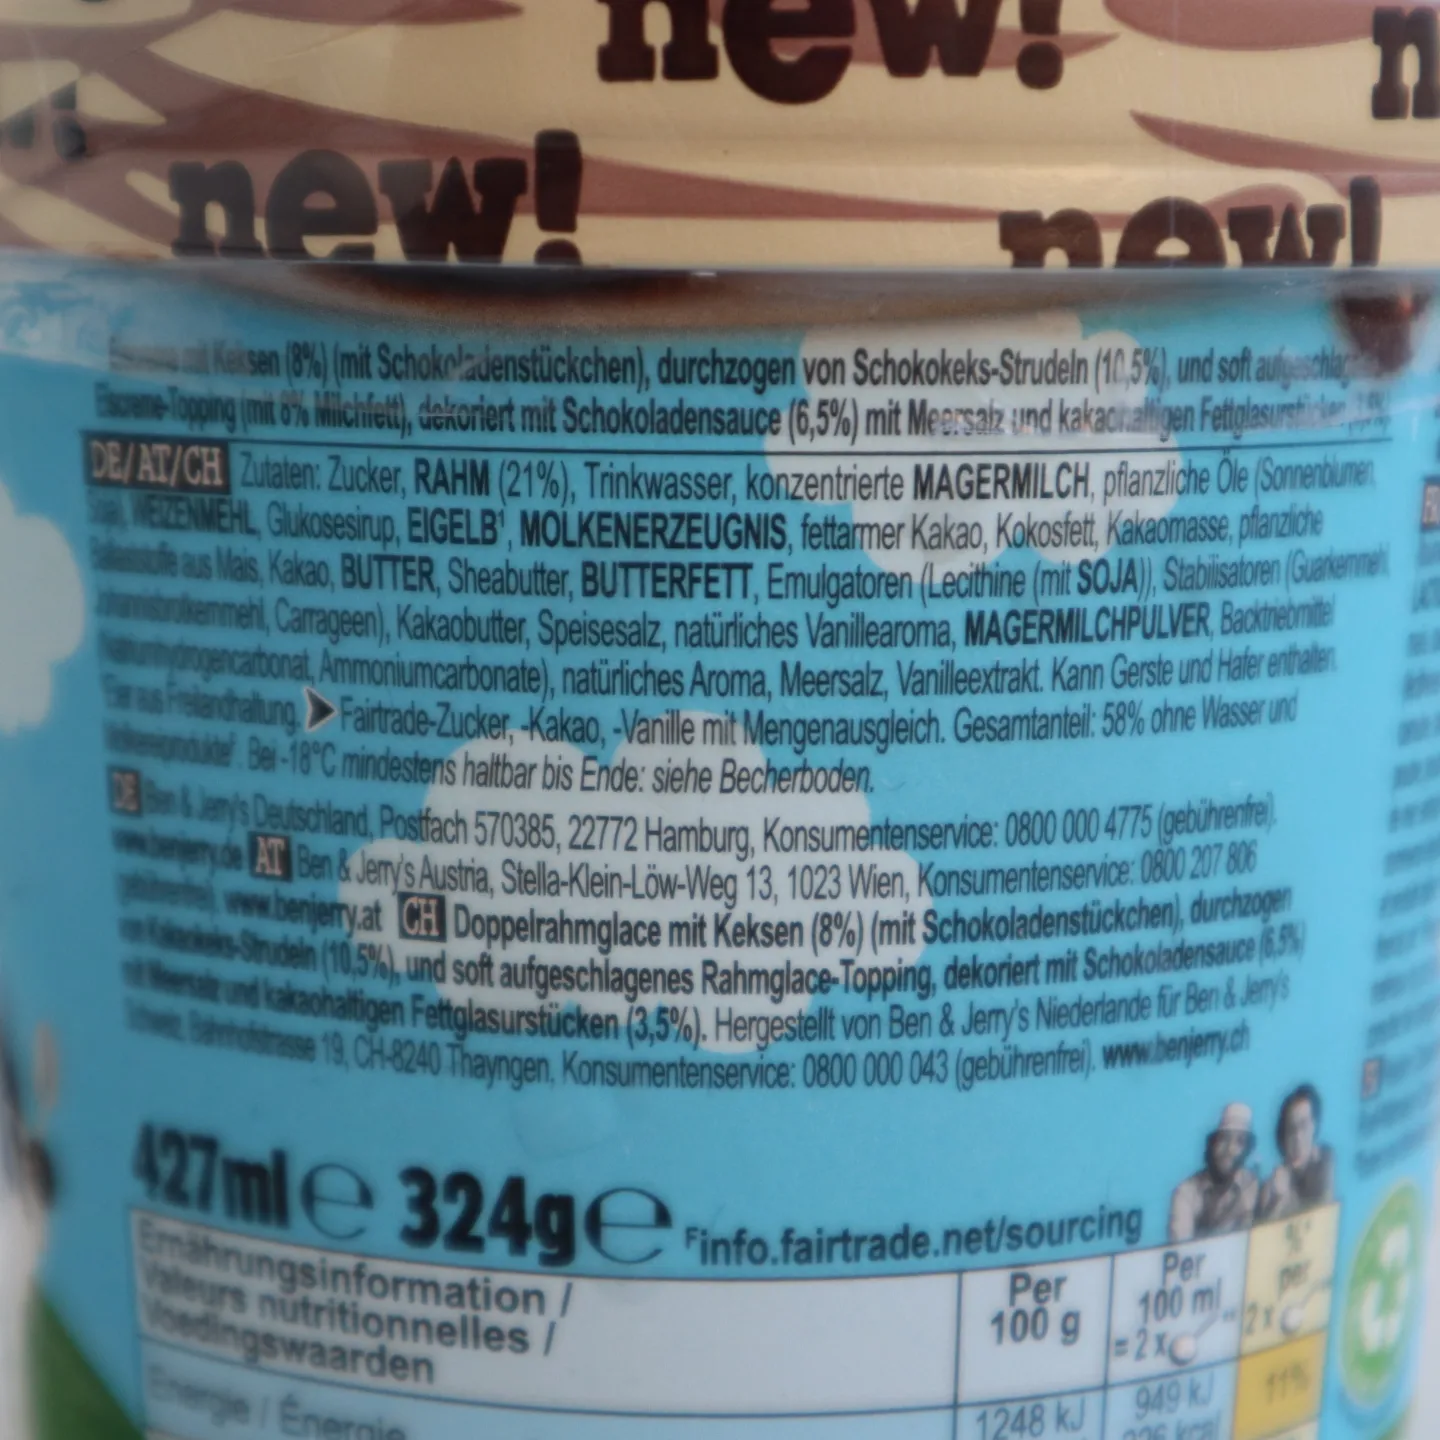 new!
new!
new!
mit Keksen (8%) (mit Schokoladenstückchen), durchzogen von Schokokeks-Strudeln (10,5%), und soft
Eiscreme-Topping (mit 8% Milchfett), dekoriert mit Schokoladensauce (6,5%) mit Meersalz und kakaohaltigen Fettglasurstücken
DE/AT/CH Zutaten: Zucker, RAHM (21%), Trinkwasser, konzentrierte MAGERMILCH, pflanzliche Öle (Sonnenblumen,
WEIZENMEHL, Glukosesirup, EIGELB¹, MOLKENERZEUGNIS, fettarmer Kakao, Kokosfett, Kakaomasse, pflanzliche
Ballaststoffe aus Mais, Kakao, BUTTER, Sheabutter, BUTTERFETT, Emulgatoren (Lecithine (mit SOJA)), Stabilisatoren (Guarkernmehl,
Johannisbrotkernmehl, Carrageen), Kakaobutter, Speisesalz, natürliches Vanillearoma, MAGERMILCHPULVER, Backtriebmittel
Ammoniumcarbonate), natürliches Aroma, Meersalz, Vanilleextrakt. Kann Gerste und Hafer enthalten.
aus Freilandhaltung. Fairtrade-Zucker, -Kakao, -Vanille mit Mengenausgleich. Gesamtanteil: 58% ohne Wasser und
Bei -18°C mindestens haltbar bis Ende: siehe Becherboden.
DE Ben & Jerry's Deutschland, Postfach 570385, 22772 Hamburg, Konsumentenservice: 0800 000 4775 (gebührenfrei).
www.benjerry.de AT Ben & Jerry's Austria, Stella-Klein-Löw-Weg 13, 1023 Wien, Konsumentenservice: 0800 207 806
(gebührenfrei). www.benjerry.at CH Doppelrahmglace mit Keksen (8%) (mit Schokoladenstückchen), durchzogen
(10,5%), und soft aufgeschlagenes Rahmglace-Topping, dekoriert mit Schokoladensauce (6,5%)
mit Meersalz und kakaohaltigen Fettglasurstücken (3,5%). Hergestellt von Ben & Jerry's Niederlande für Ben & Jerry's
Schweiz, Bahnhofstrasse 19, CH-8240 Thayngen. Konsumentenservice: 0800 000 043 (gebührenfrei). www.benjerry.ch
427ml℮ 324g℮ Finfo.fairtrade.net/sourcing
Ernährungsinformation /
Valeurs nutritionnelles /
Voedingswaarden
Per
100 g
Per
100 ml
= 2 x
per
2 x
Energie / Énergie
1248 kJ
949 kJ
11%